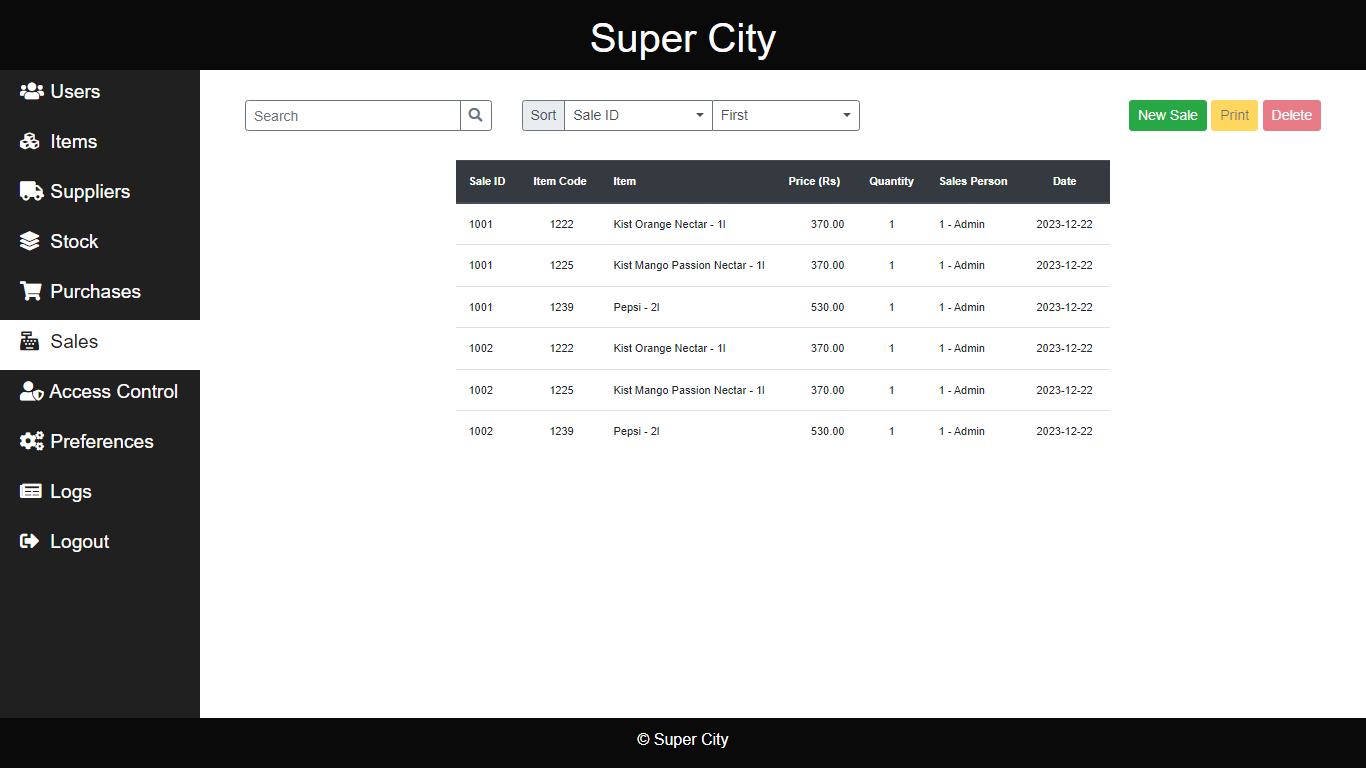 Super City
Users
Items
Suppliers
Stock
Purchases
Sales
Access Control
Preferences
Logs
Logout
Search
Sort Sale ID First
New Sale Print Delete
Sale ID Item Code Item Price (Rs) Quantity Sales Person Date
1001 1222 Kist Orange Nectar - 1l 370.00 1 1 - Admin 2023-12-22
1001 1225 Kist Mango Passion Nectar - 1l 370.00 1 1 - Admin 2023-12-22
1001 1239 Pepsi - 2l 530.00 1 1 - Admin 2023-12-22
1002 1222 Kist Orange Nectar - 1l 370.00 1 1 - Admin 2023-12-22
1002 1225 Kist Mango Passion Nectar - 1l 370.00 1 1 - Admin 2023-12-22
1002 1239 Pepsi - 2l 530.00 1 1 - Admin 2023-12-22
© Super City